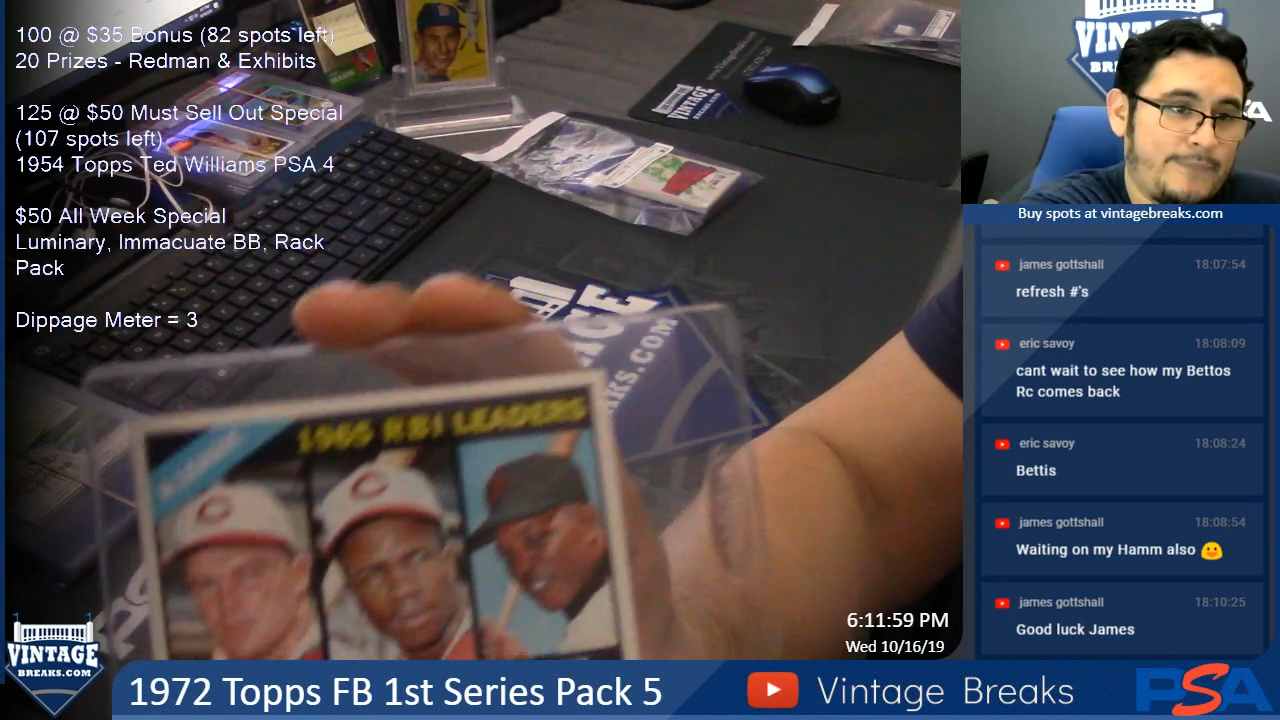 100 @ $35 Bonus (82 spots left)
20 Prizes - Redman & Exhibits
125 @ $50 Must Sell Out Special
(107 spots left)
1954 Topps Ted Williams PSA 4
$50 All Week Special
Luminary, Immacuate BB, Rack
Pack
Dippage Meter = 3
VINTAGE
KS.COM
RBI LEADERS
VIN
BR
A
Buy spots at vintagebreaks.com
james gottshall 18:07:54
refresh #'s
eric savoy 18:08:09
cant wait to see how my Bettos
Rc comes back
eric savoy 18:08:24
Bettis
james gottshall 18:08:54
Waiting on my Hamm also
james gottshall 18:10:25
Good luck James
6:11:59 PM
Wed 10/16/19
VINTAGE
BREAKS.COM
1972 Topps FB 1st Series Pack 5
Vintage Breaks
PSA